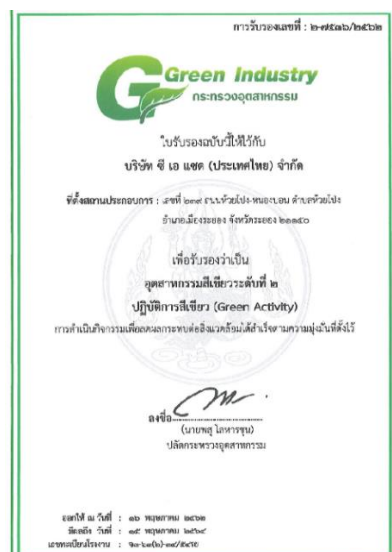 การรับรองเลขที่ :
Green Industry
กระทรวงอุตสาหกรรม
ใบรับรองฉบับนี้ให้ไว้กับ
บริษัท ซี เอ แซด (ประเทศไทย) จำกัด
ที่ตั้งสถานประกอบการ : เลขที่ ๒๓๙ ถนนห้วยโป่ง-หนองบอน ตำบลห้วยโป่ง
อำเภอเมืองระยอง จังหวัดระยอง ๒๑๑๕๐
เพื่อรับรองว่าเป็น
อุตสาหกรรมสีเขียวระดับที่ ๒
ปฏิบัติการสีเขียว (Green Activity)
การดำเนินกิจกรรมเพื่อลดผลกระทบต่อสิ่งแวดล้อมได้สำเร็จตามความมุ่งมั่นที่ตั้งไว้
ลงชื่อ
(นายพสุ โลหารชุน)
ปลัดกระทรวงอุตสาหกรรม
ออกให้ ณ วันที่ : ๑๖ พฤษภาคม ๒๕๖๒
มีผลถึง วันที่ : ๑๕ พฤษภาคม ๒๕๖๕
เลขทะเบียนโรงงาน :